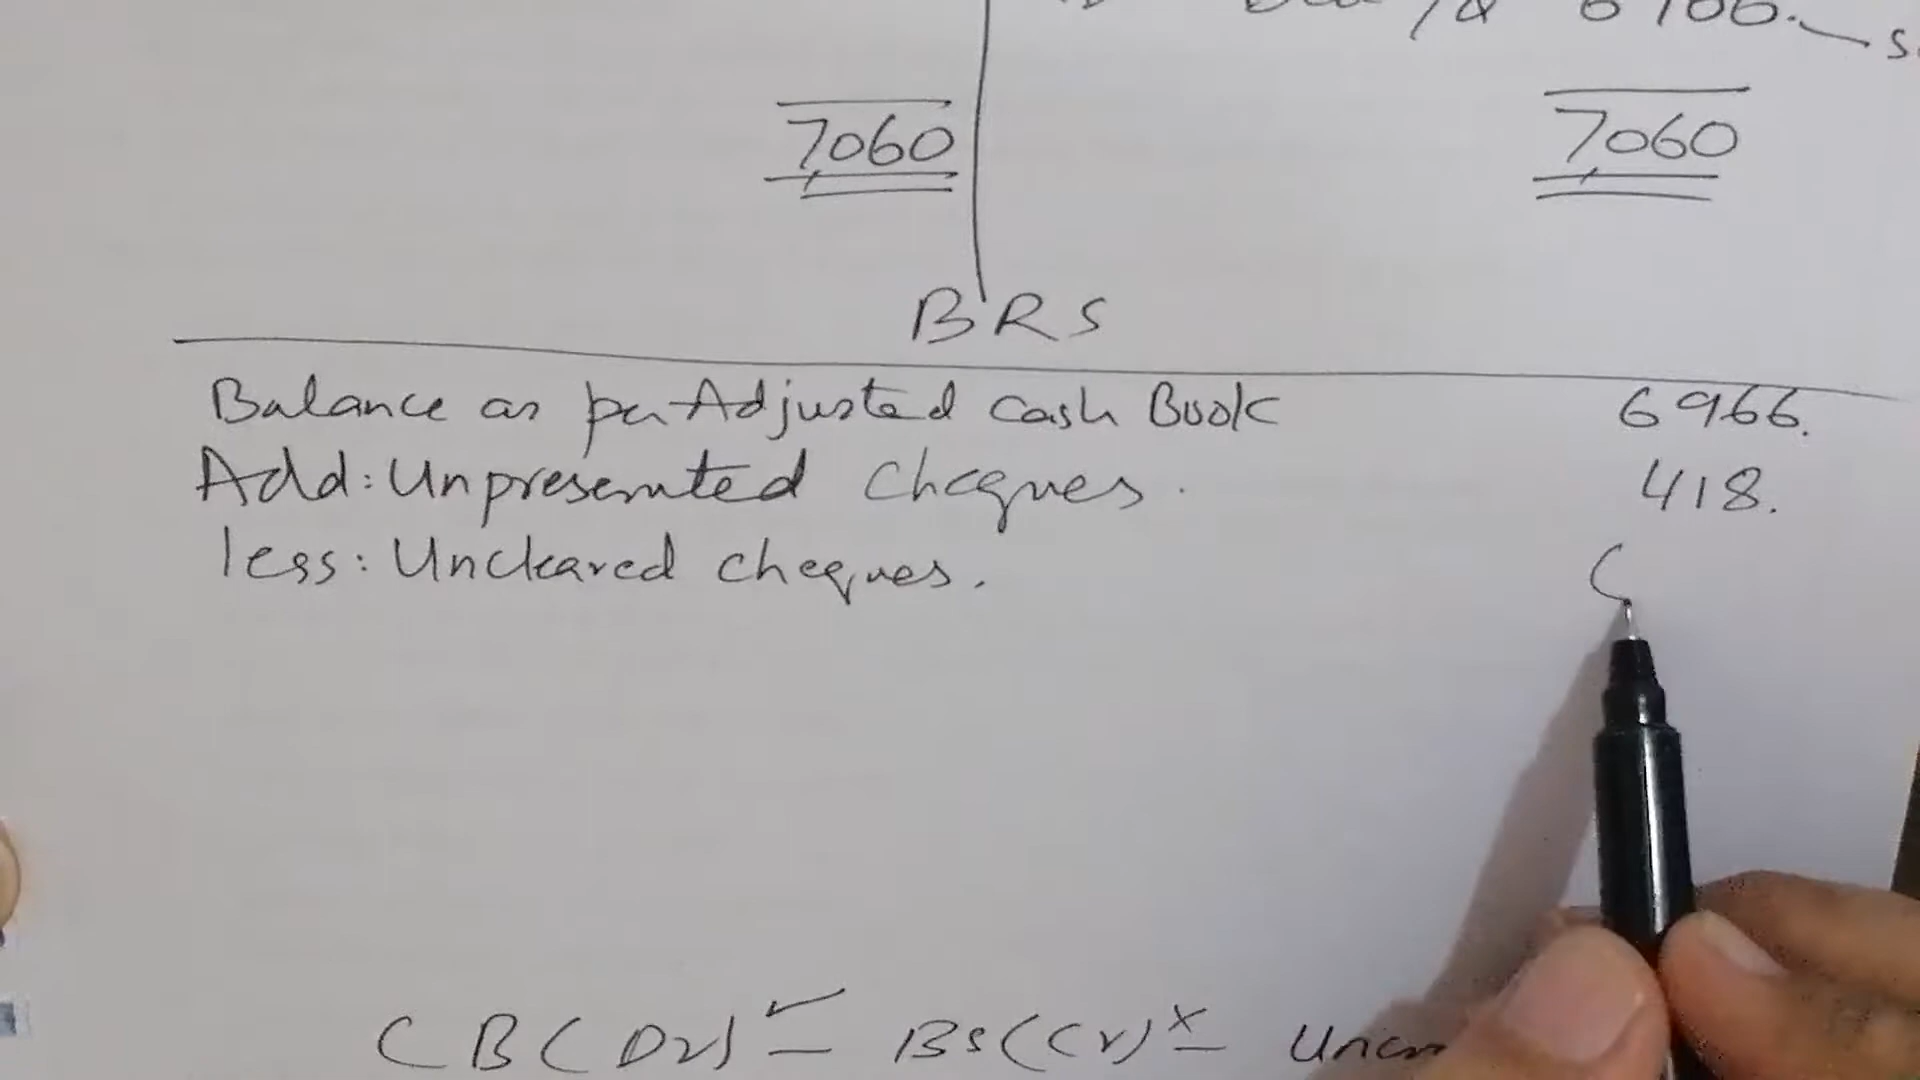 7060 7060
BRS
Balance as per Adjusted Cash Book 6966.
Add: Unpresented Cheques. 418.
less: Uncleared cheques. (
CB (Dr) ✓ – BS (Cr) × –